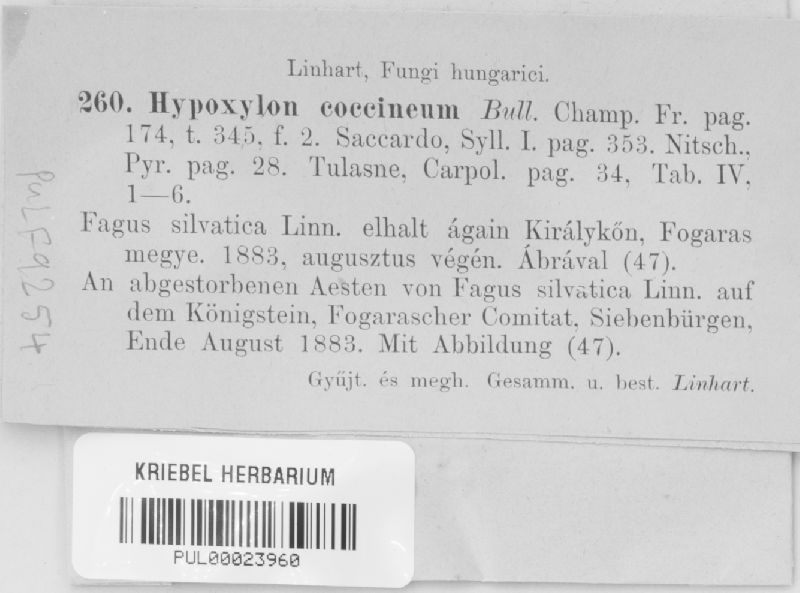 Linhart, Fungi hungarici.
260. Hypoxylon coccineum Bull. Champ. Fr. pag.
174, t. 345, f. 2. Saccardo, Syll. I. pag. 353. Nitsch.,
Pyr. pag. 28. Tulasne, Carpol. pag. 34, Tab. IV,
1—6.
Fagus silvatica Linn. elhalt ágain Királykőn, Fogaras
megye. 1883, augusztus végén. Ábrával (47).
An abgestorbenen Aesten von Fagus silvatica Linn. auf
dem Königstein, Fogarascher Comitat, Siebenbürgen,
Ende August 1883. Mit Abbildung (47).
Gyűjt. és megh. Gesamm. u. best. Linhart.
PUL F9254
KRIEBEL HERBARIUM
PUL00023960